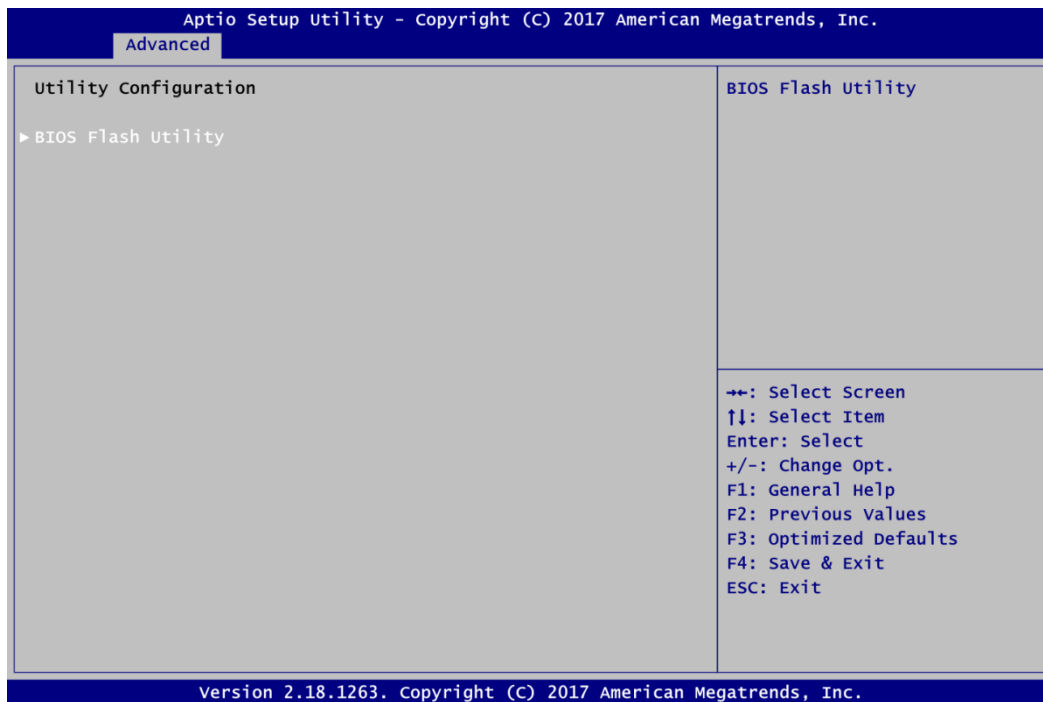 Aptio Setup Utility - Copyright (C) 2017 American Megatrends, Inc.
Advanced
Utility Configuration
►BIOS Flash Utility
BIOS Flash Utility
→←: Select Screen
↑↓: Select Item
Enter: Select
+/-: Change Opt.
F1: General Help
F2: Previous Values
F3: Optimized Defaults
F4: Save & Exit
ESC: Exit
Version 2.18.1263. Copyright (C) 2017 American Megatrends, Inc.